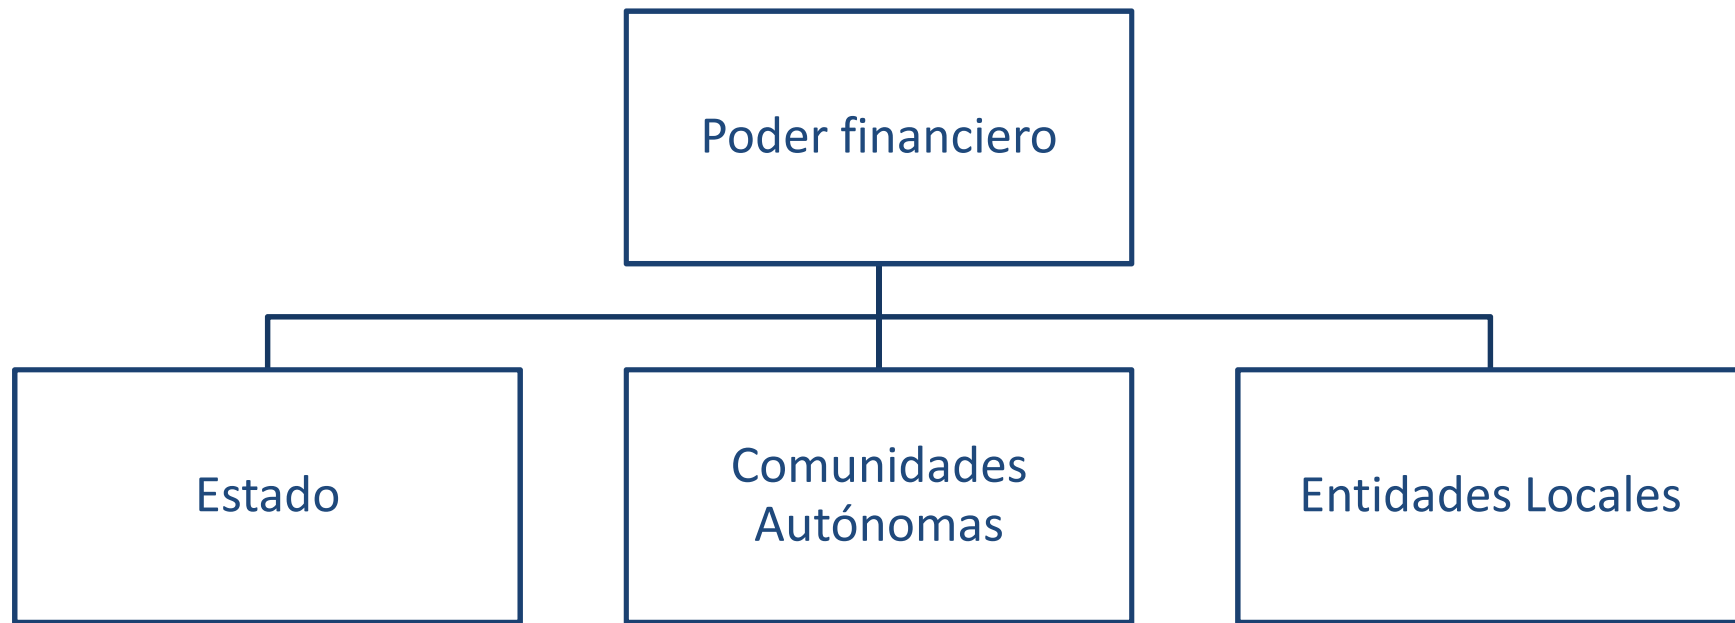 Poder financiero
Estado
Comunidades
Autónomas
Entidades Locales